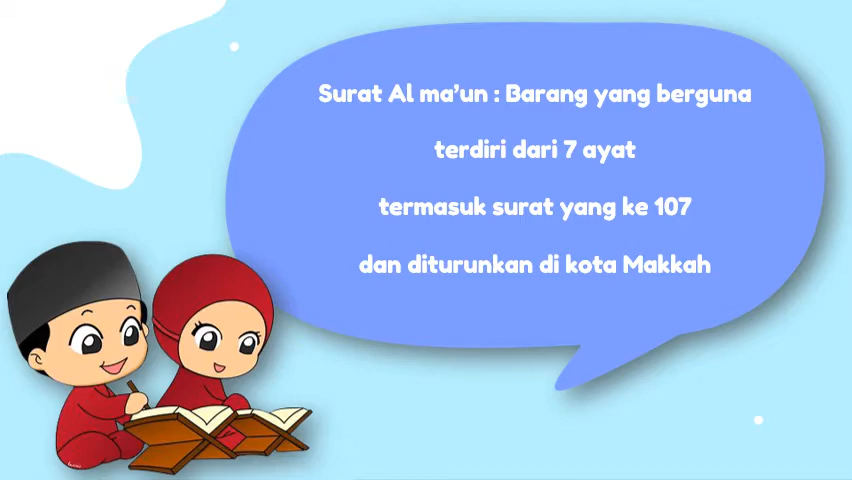 Surat Al ma'un : Barang yang berguna
terdiri dari 7 ayat
termasuk surat yang ke 107
dan diturunkan di kota Makkah